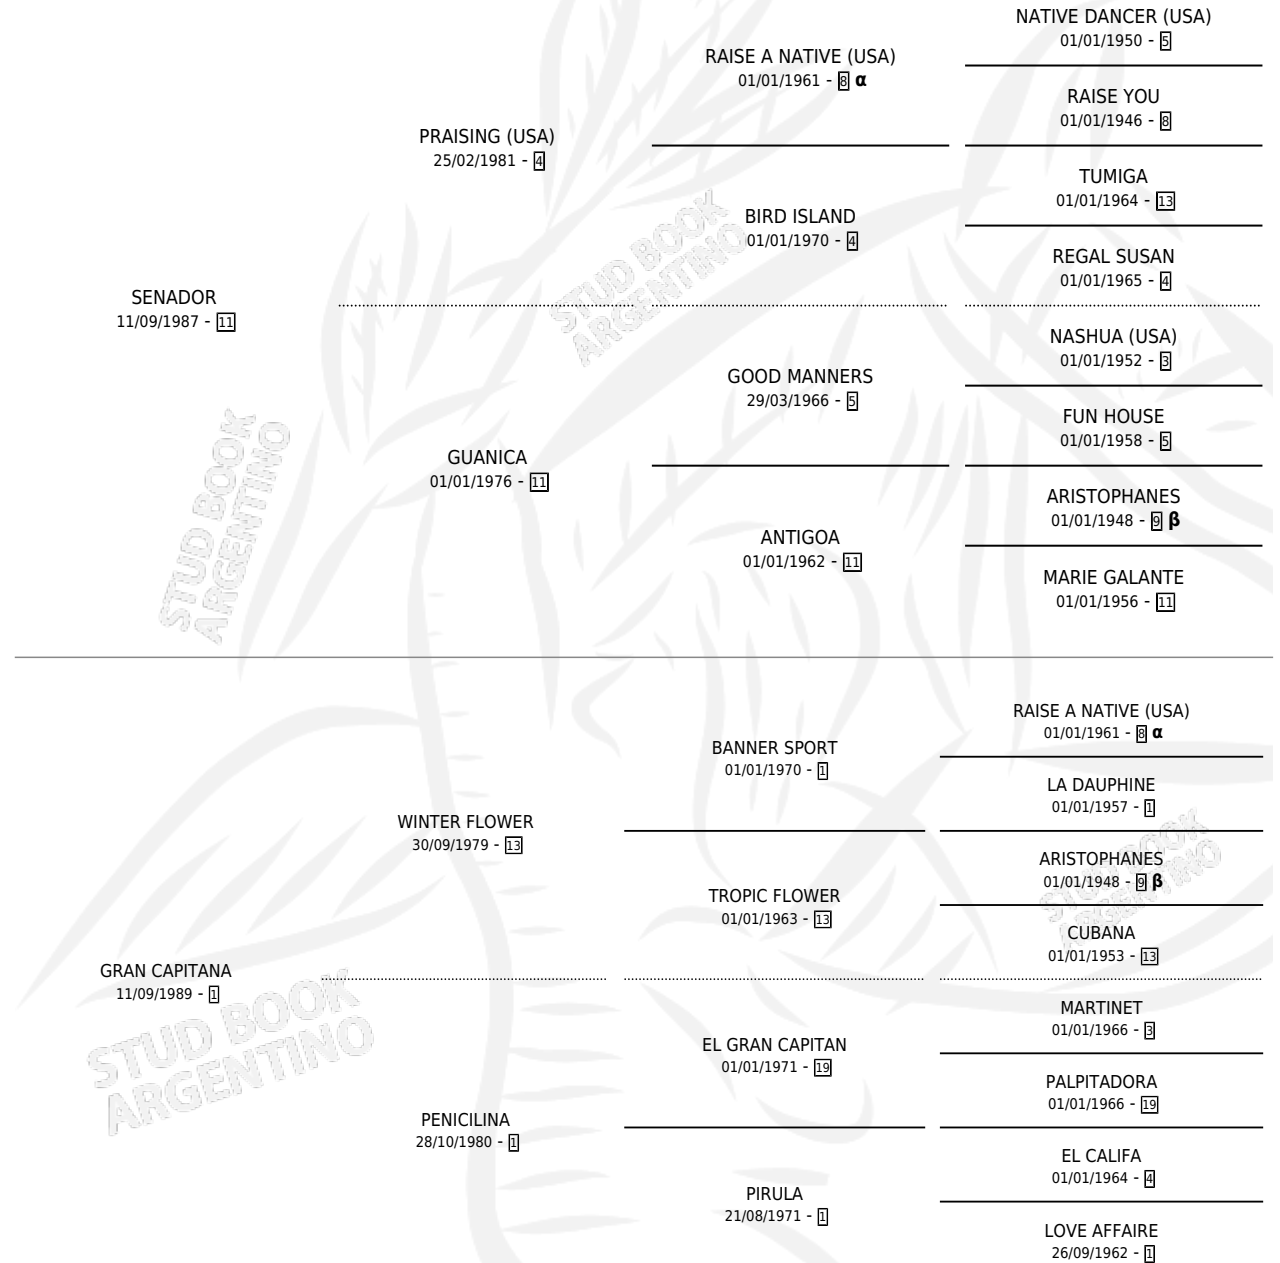 NATIVE DANCER (USA)
01/01/1950 - 5
RAISE A NATIVE (USA)
01/01/1961 - 8 α
RAISE YOU
01/01/1946 - 8
PRAISING (USA)
25/02/1981 - 4
TUMIGA
01/01/1964 - 13
BIRD ISLAND
01/01/1970 - 4
REGAL SUSAN
01/01/1965 - 4
SENADOR
11/09/1987 - 11
NASHUA (USA)
01/01/1952 - 3
GOOD MANNERS
29/03/1966 - 5
FUN HOUSE
01/01/1958 - 5
GUANICA
01/01/1976 - 11
ARISTOPHANES
01/01/1948 - 9 β
ANTIGOA
01/01/1962 - 11
MARIE GALANTE
01/01/1956 - 11
RAISE A NATIVE (USA)
01/01/1961 - 8 α
BANNER SPORT
01/01/1970 - 1
LA DAUPHINE
01/01/1957 - 1
WINTER FLOWER
30/09/1979 - 13
ARISTOPHANES
01/01/1948 - 9 β
TROPIC FLOWER
01/01/1963 - 13
CUBANA
01/01/1953 - 13
GRAN CAPITANA
11/09/1989 - 1
MARTINET
01/01/1966 - 3
EL GRAN CAPITAN
01/01/1971 - 19
PALPITADORA
01/01/1966 - 19
PENICILINA
28/10/1980 - 1
EL CALIFA
01/01/1964 - 4
PIRULA
21/08/1971 - 1
LOVE AFFAIRE
26/09/1962 - 1
STUD BOOK
ARGENTINO
STUD BOOK
ARGENTINO
STUD BOOK
ARGENTINO
STUD BOOK
ARGENTINO